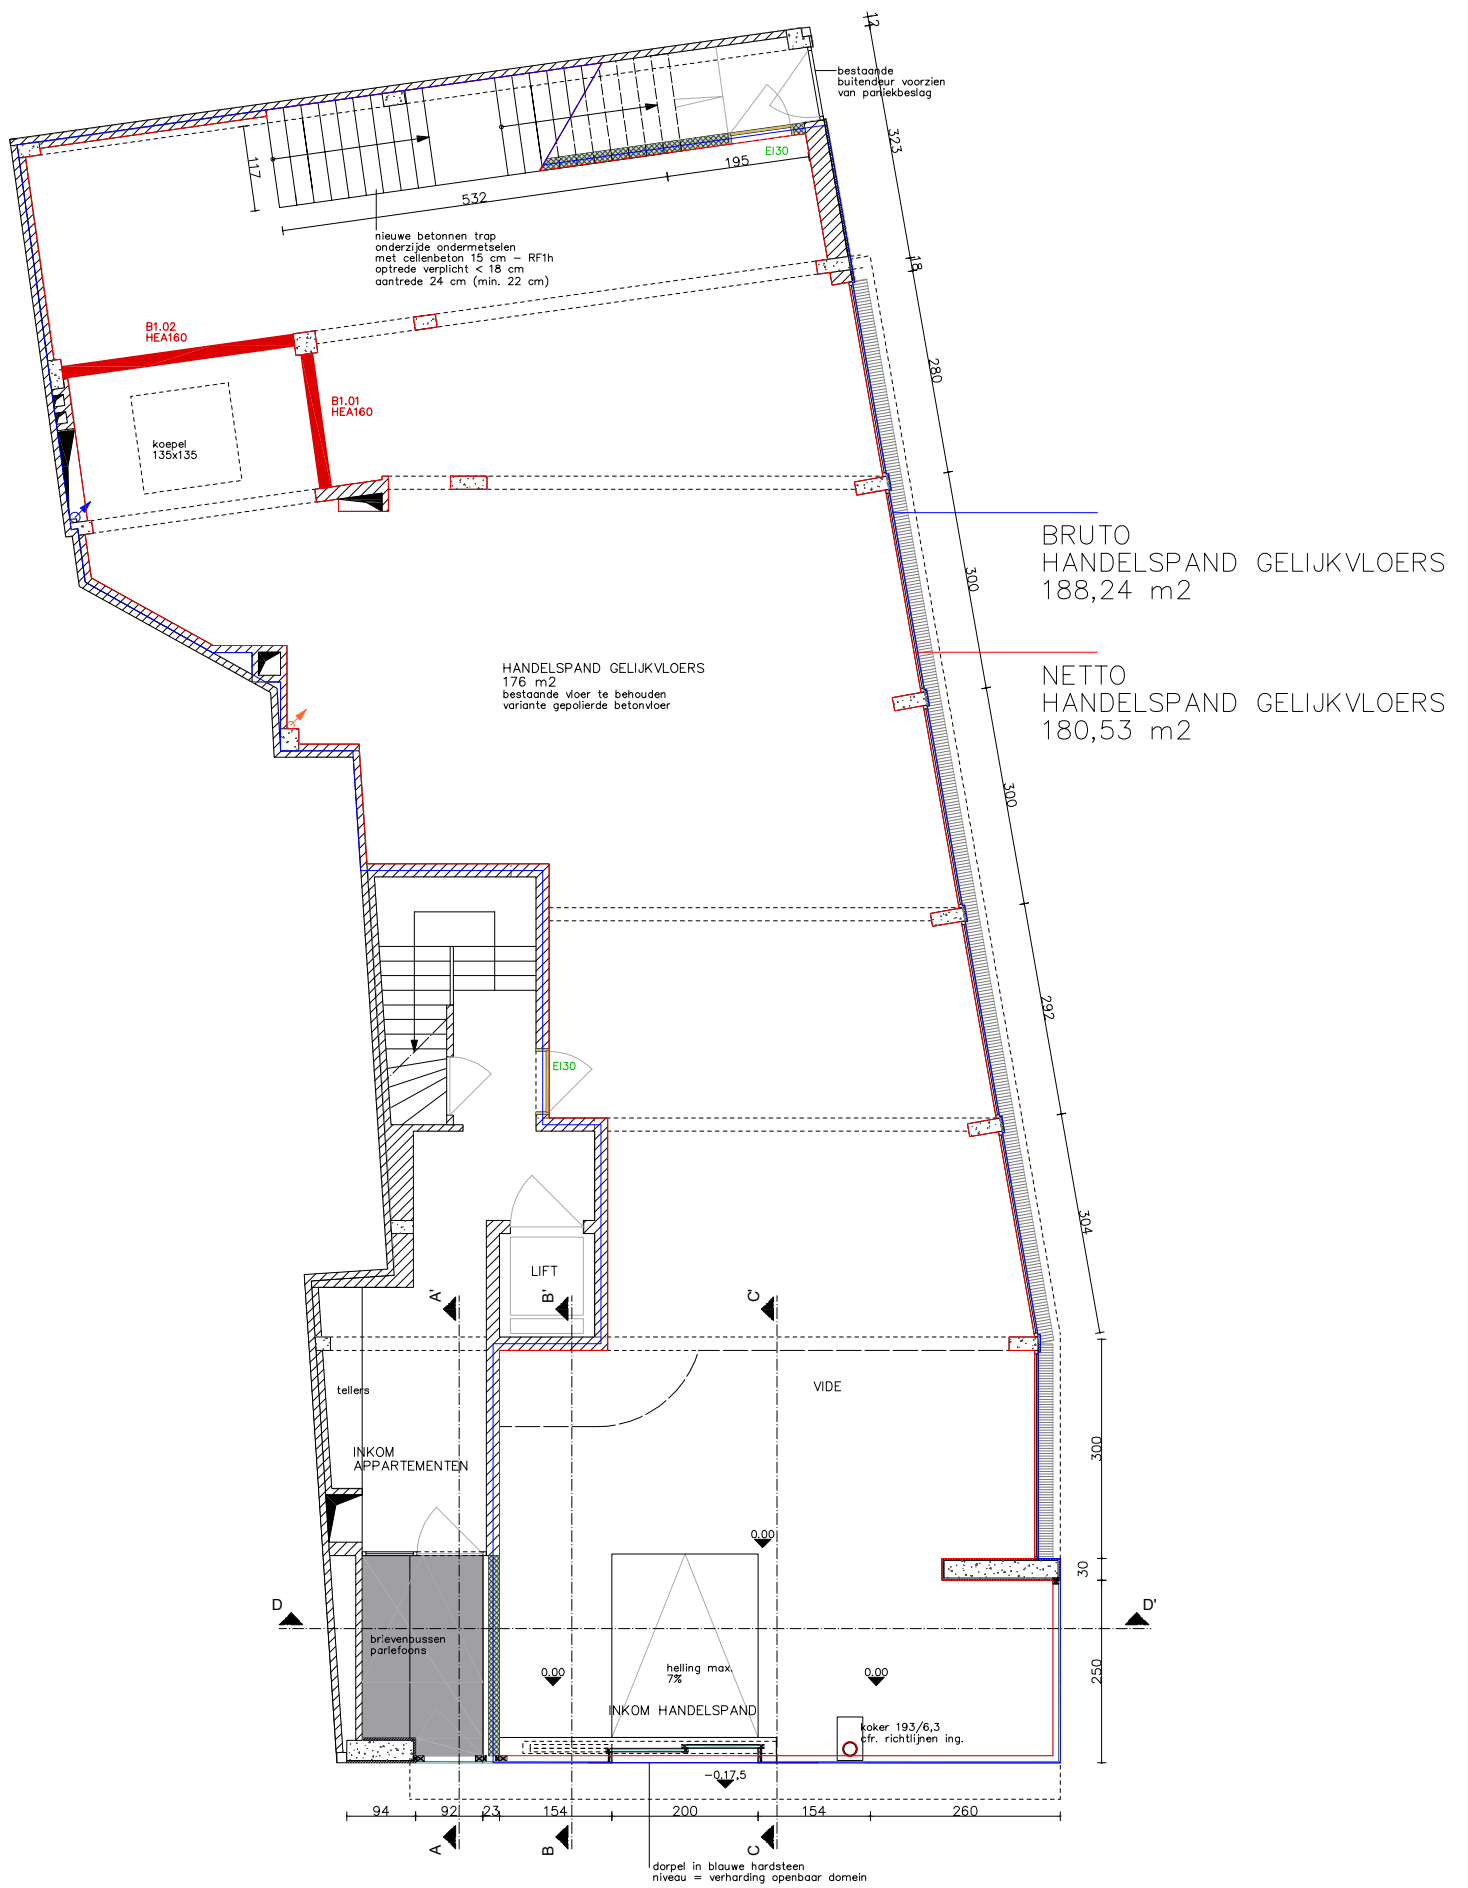 12
bestaande
buitendeur voorzien
van paniekbeslag
323
EI30
195
117
532
nieuwe betonnen trap
onderzijde ondermetselen
met cellenbeton 15 cm – RF1h
optrede verplicht < 18 cm
aantrede 24 cm (min. 22 cm)
18
B1.02
HEA160
280
B1.01
HEA160
koepel
135x135
BRUTO
HANDELSPAND GELIJKVLOERS
188,24 m2
300
HANDELSPAND GELIJKVLOERS
176 m2
bestaande vloer te behouden
variante gepolierde betonvloer
NETTO
HANDELSPAND GELIJKVLOERS
180,53 m2
300
292
EI30
304
LIFT
A'
B'
C'
tellers
VIDE
INKOM
APPARTEMENTEN
300
0.00
30
D
D'
brievenbussen
parlefoons
0.00
helling max.
7%
0.00
250
INKOM HANDELSPAND
koker 193/6,3
cfr. richtlijnen ing.
-0.17,5
94
92
23
154
200
154
260
A
B
C
dorpel in blauwe hardsteen
niveau = verharding openbaar domein